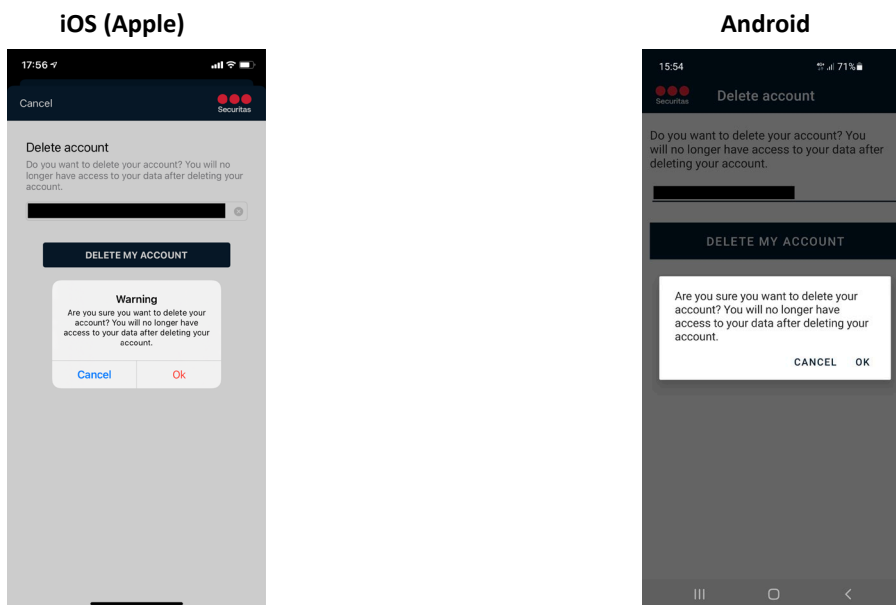 iOS (Apple)
17:56
Cancel
Securitas
Delete account
Do you want to delete your account? You will no
longer have access to your data after deleting your
account.
DELETE MY ACCOUNT
Warning
Are you sure you want to delete your
account? You will no longer have
access to your data after deleting your
account.
Cancel Ok
Android
15:54
71%
Securitas
Delete account
Do you want to delete your account? You
will no longer have access to your data after
deleting your account.
DELETE MY ACCOUNT
Are you sure you want to delete your
account? You will no longer have
access to your data after deleting your
account.
CANCEL OK